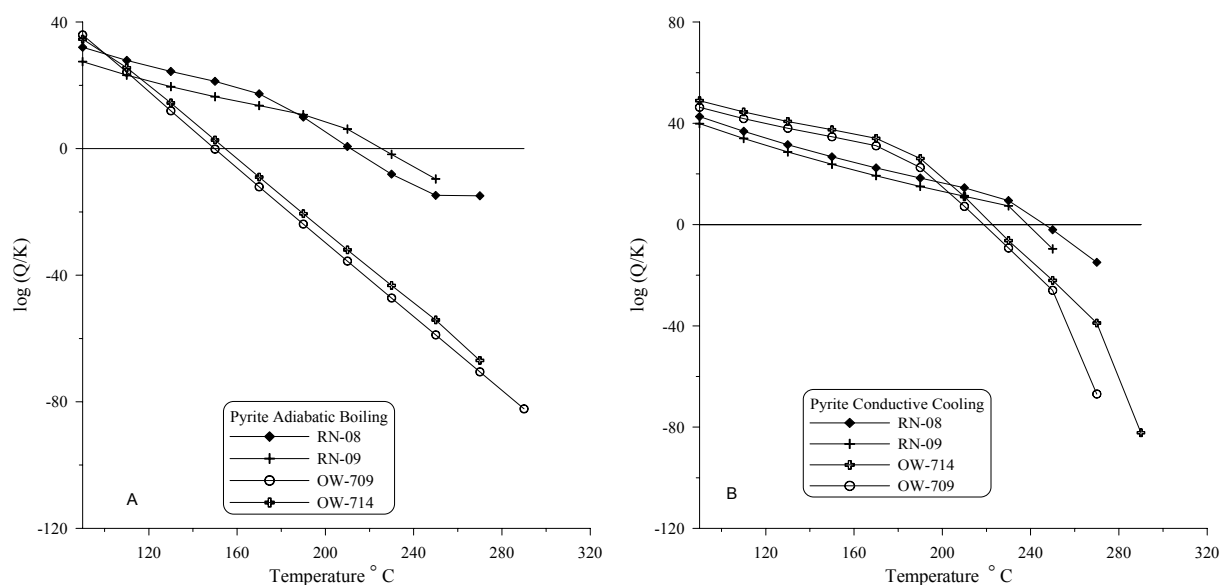 40
0
-40
-80
-120
log (Q/K)
120 160 200 240 280 320
Temperature ° C
Pyrite Adiabatic Boiling
RN-08
RN-09
OW-709
OW-714
A
80
40
0
-40
-80
-120
log (Q/K)
120 160 200 240 280 320
Temperature ° C
Pyrite Conductive Cooling
RN-08
RN-09
OW-714
OW-709
B